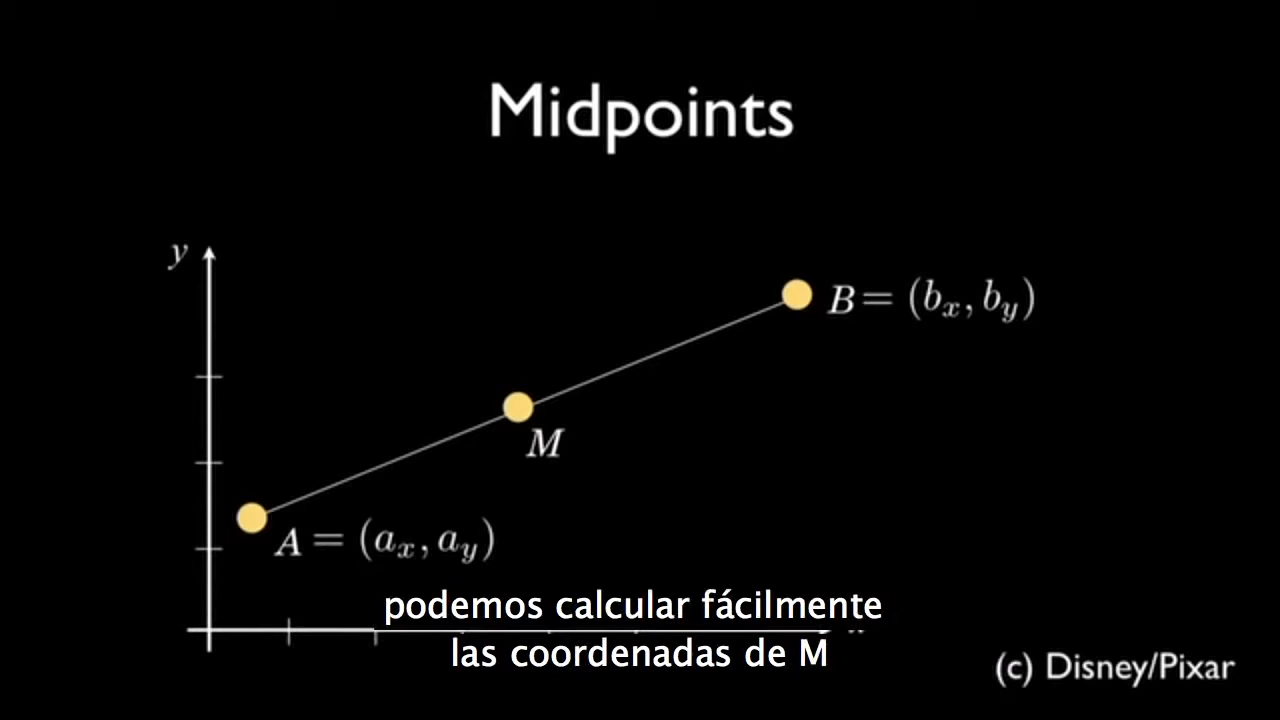 Midpoints
y
B = (b_x, b_y)
M
A = (a_x, a_y)
podemos calcular fácilmente
las coordenadas de M
(c) Disney/Pixar